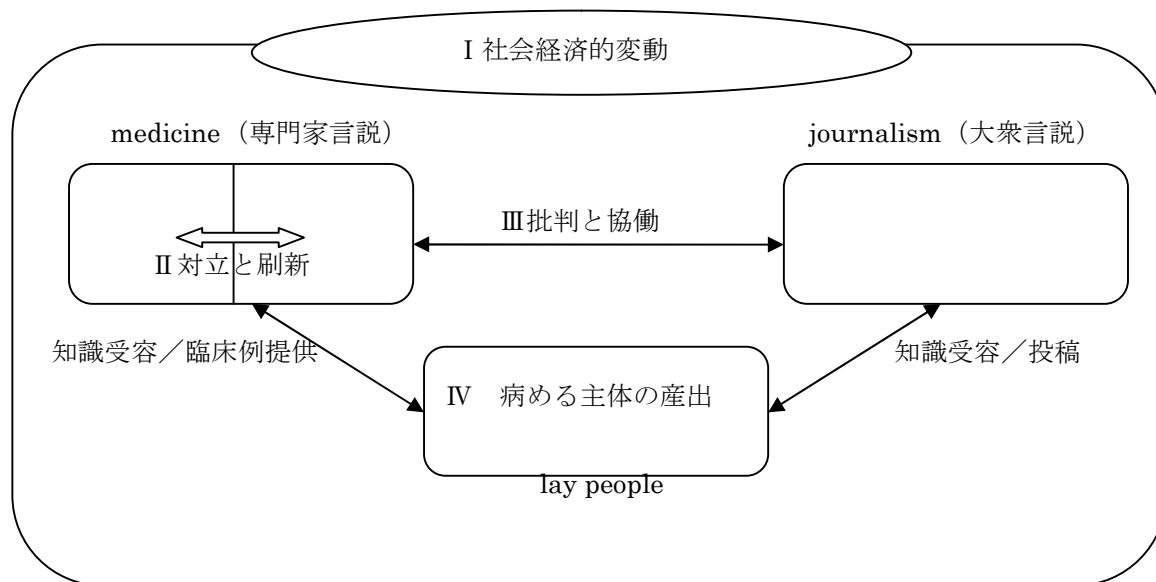 Ⅰ社会経済的変動
medicine（専門家言説）
journalism（大衆言説）
Ⅲ批判と協働
Ⅱ対立と刷新
知識受容／臨床例提供
知識受容／投稿
Ⅳ　病める主体の産出
lay people